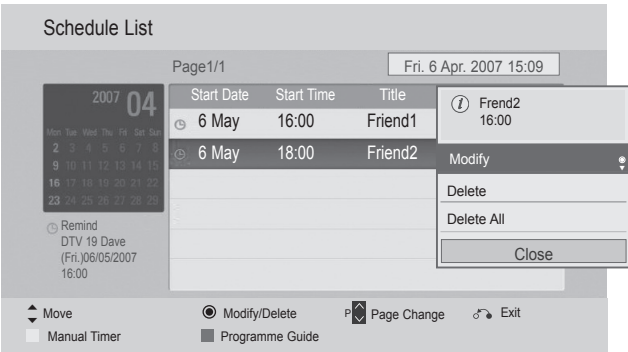 Schedule List
Page1/1
Fri. 6 Apr. 2007 15:09
2007 04
Mon Tue Wed Thu Fri Sat Sun
2 3 4 5 6 7 8
9 10 11 12 13 14 15
16 17 18 19 20 21 22
23 24 25 26 27 28 29
Remind
DTV 19 Dave
(Fri.)06/05/2007
16:00
Start Date Start Time Title
6 May 16:00 Friend1
6 May 18:00 Friend2
i Frend2
16:00
Modify
Delete
Delete All
Close
Move Modify/Delete P Page Change Exit
Manual Timer Programme Guide